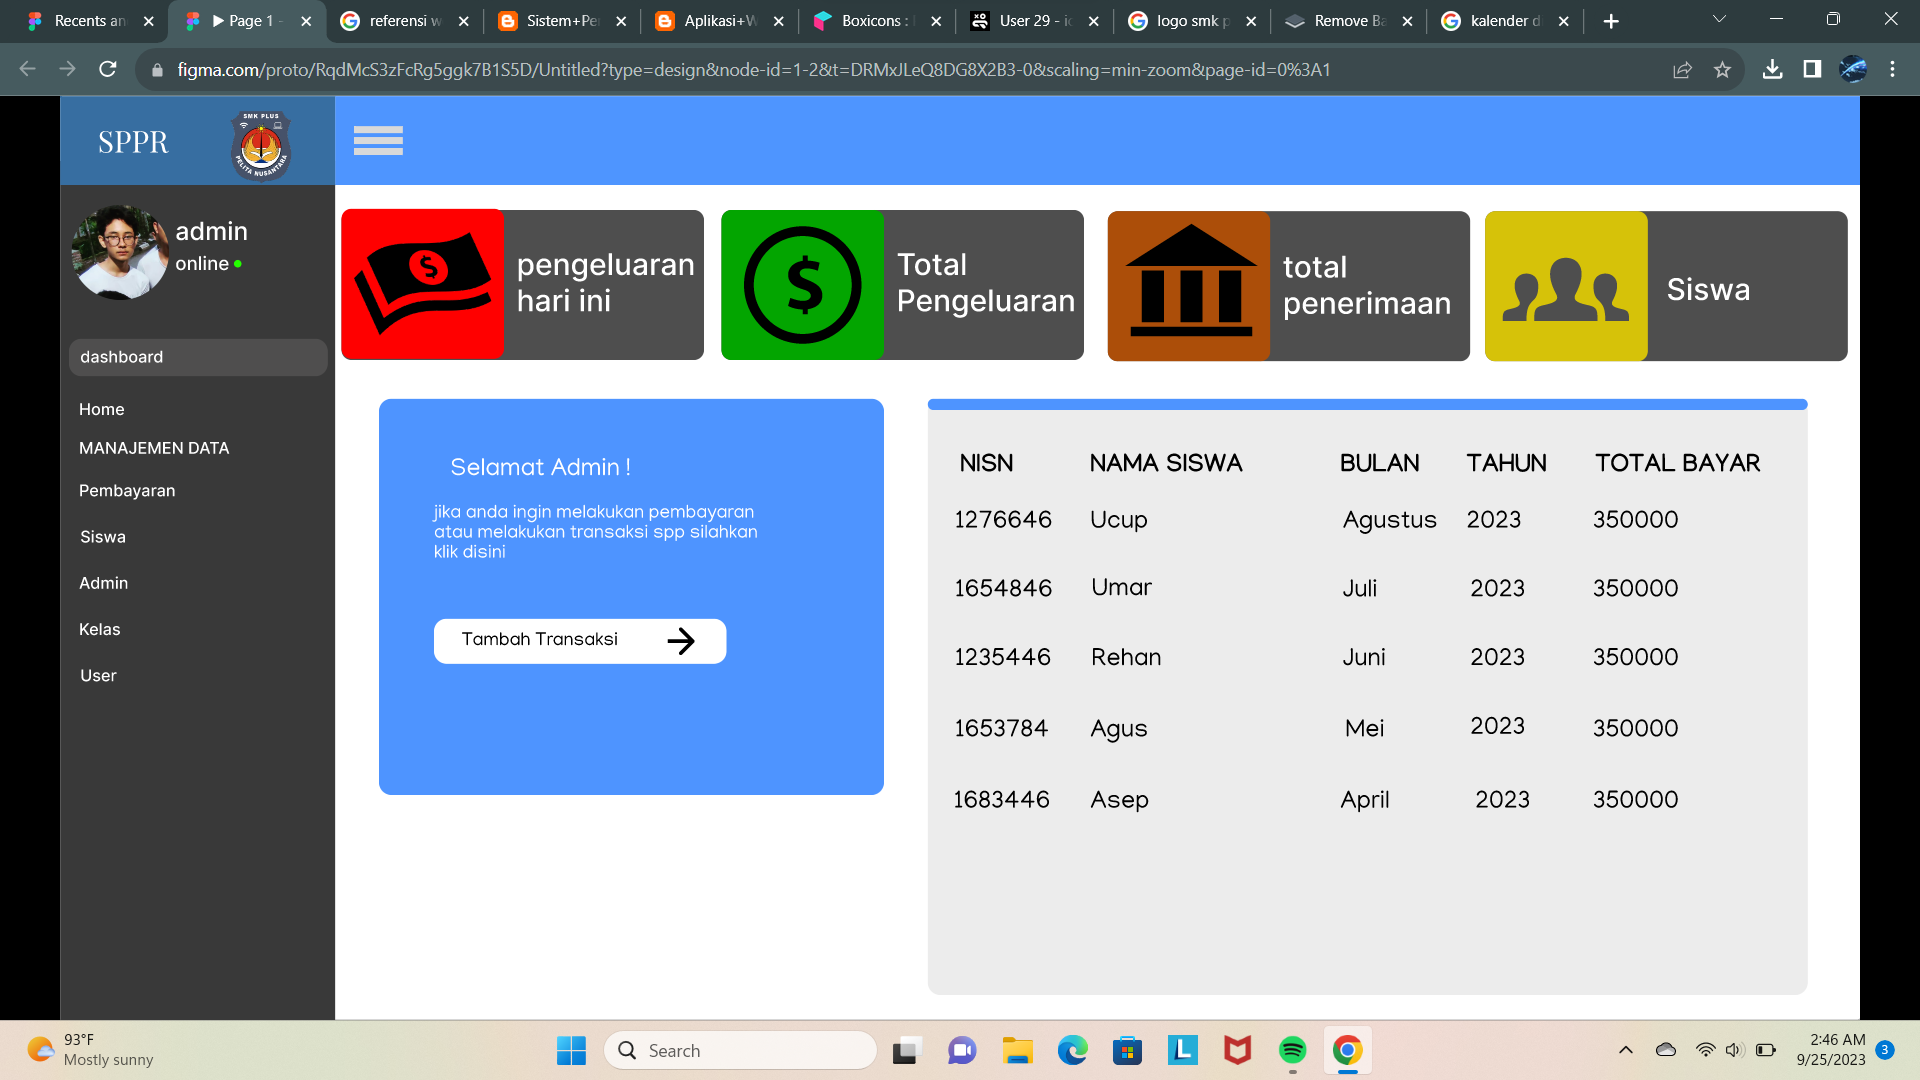 Recents an
▶ Page 1 -
referensi w
Sistem+Pe
Aplikasi+W
Boxicons :
User 29 - ic
logo smk p
Remove Ba
kalender d
figma.com/proto/RqdMcS3zFcRg5ggk7B1S5D/Untitled?type=design&node-id=1-2&t=DRMxJLeQ8DG8X2B3-0&scaling=min-zoom&page-id=0%3A1
SPPR
SMK PLUS
PELITA NUSANTARA
admin
online
dashboard
Home
MANAJEMEN DATA
Pembayaran
Siswa
Admin
Kelas
User
pengeluaran
hari ini
Total
Pengeluaran
total
penerimaan
Siswa
Selamat Admin !
jika anda ingin melakukan pembayaran
atau melakukan transaksi spp silahkan
klik disini
Tambah Transaksi
NISN NAMA SISWA BULAN TAHUN TOTAL BAYAR
1276646 Ucup Agustus 2023 350000
1654846 Umar Juli 2023 350000
1235446 Rehan Juni 2023 350000
1653784 Agus Mei 2023 350000
1683446 Asep April 2023 350000
93°F
Mostly sunny
Search
2:46 AM
9/25/2023
3